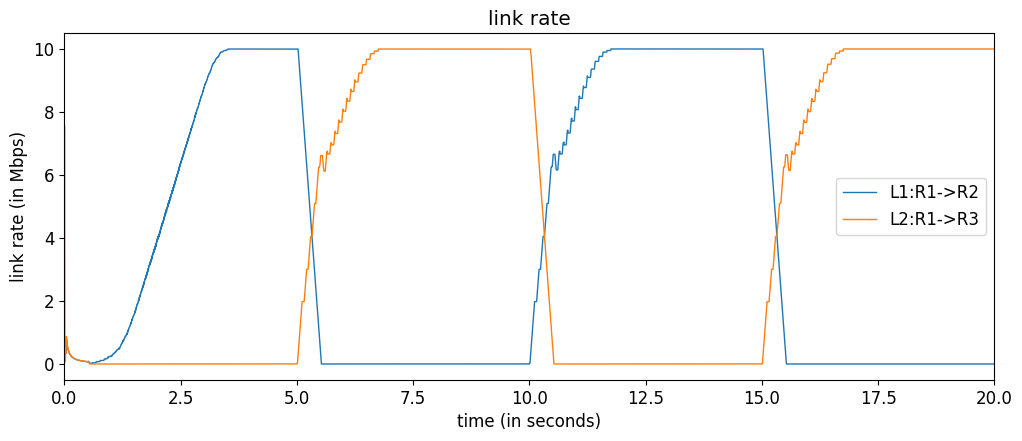 link rate
link rate (in Mbps)
10
8
6
4
2
0
L1:R1->R2
L2:R1->R3
0.0 2.5 5.0 7.5 10.0 12.5 15.0 17.5 20.0
time (in seconds)